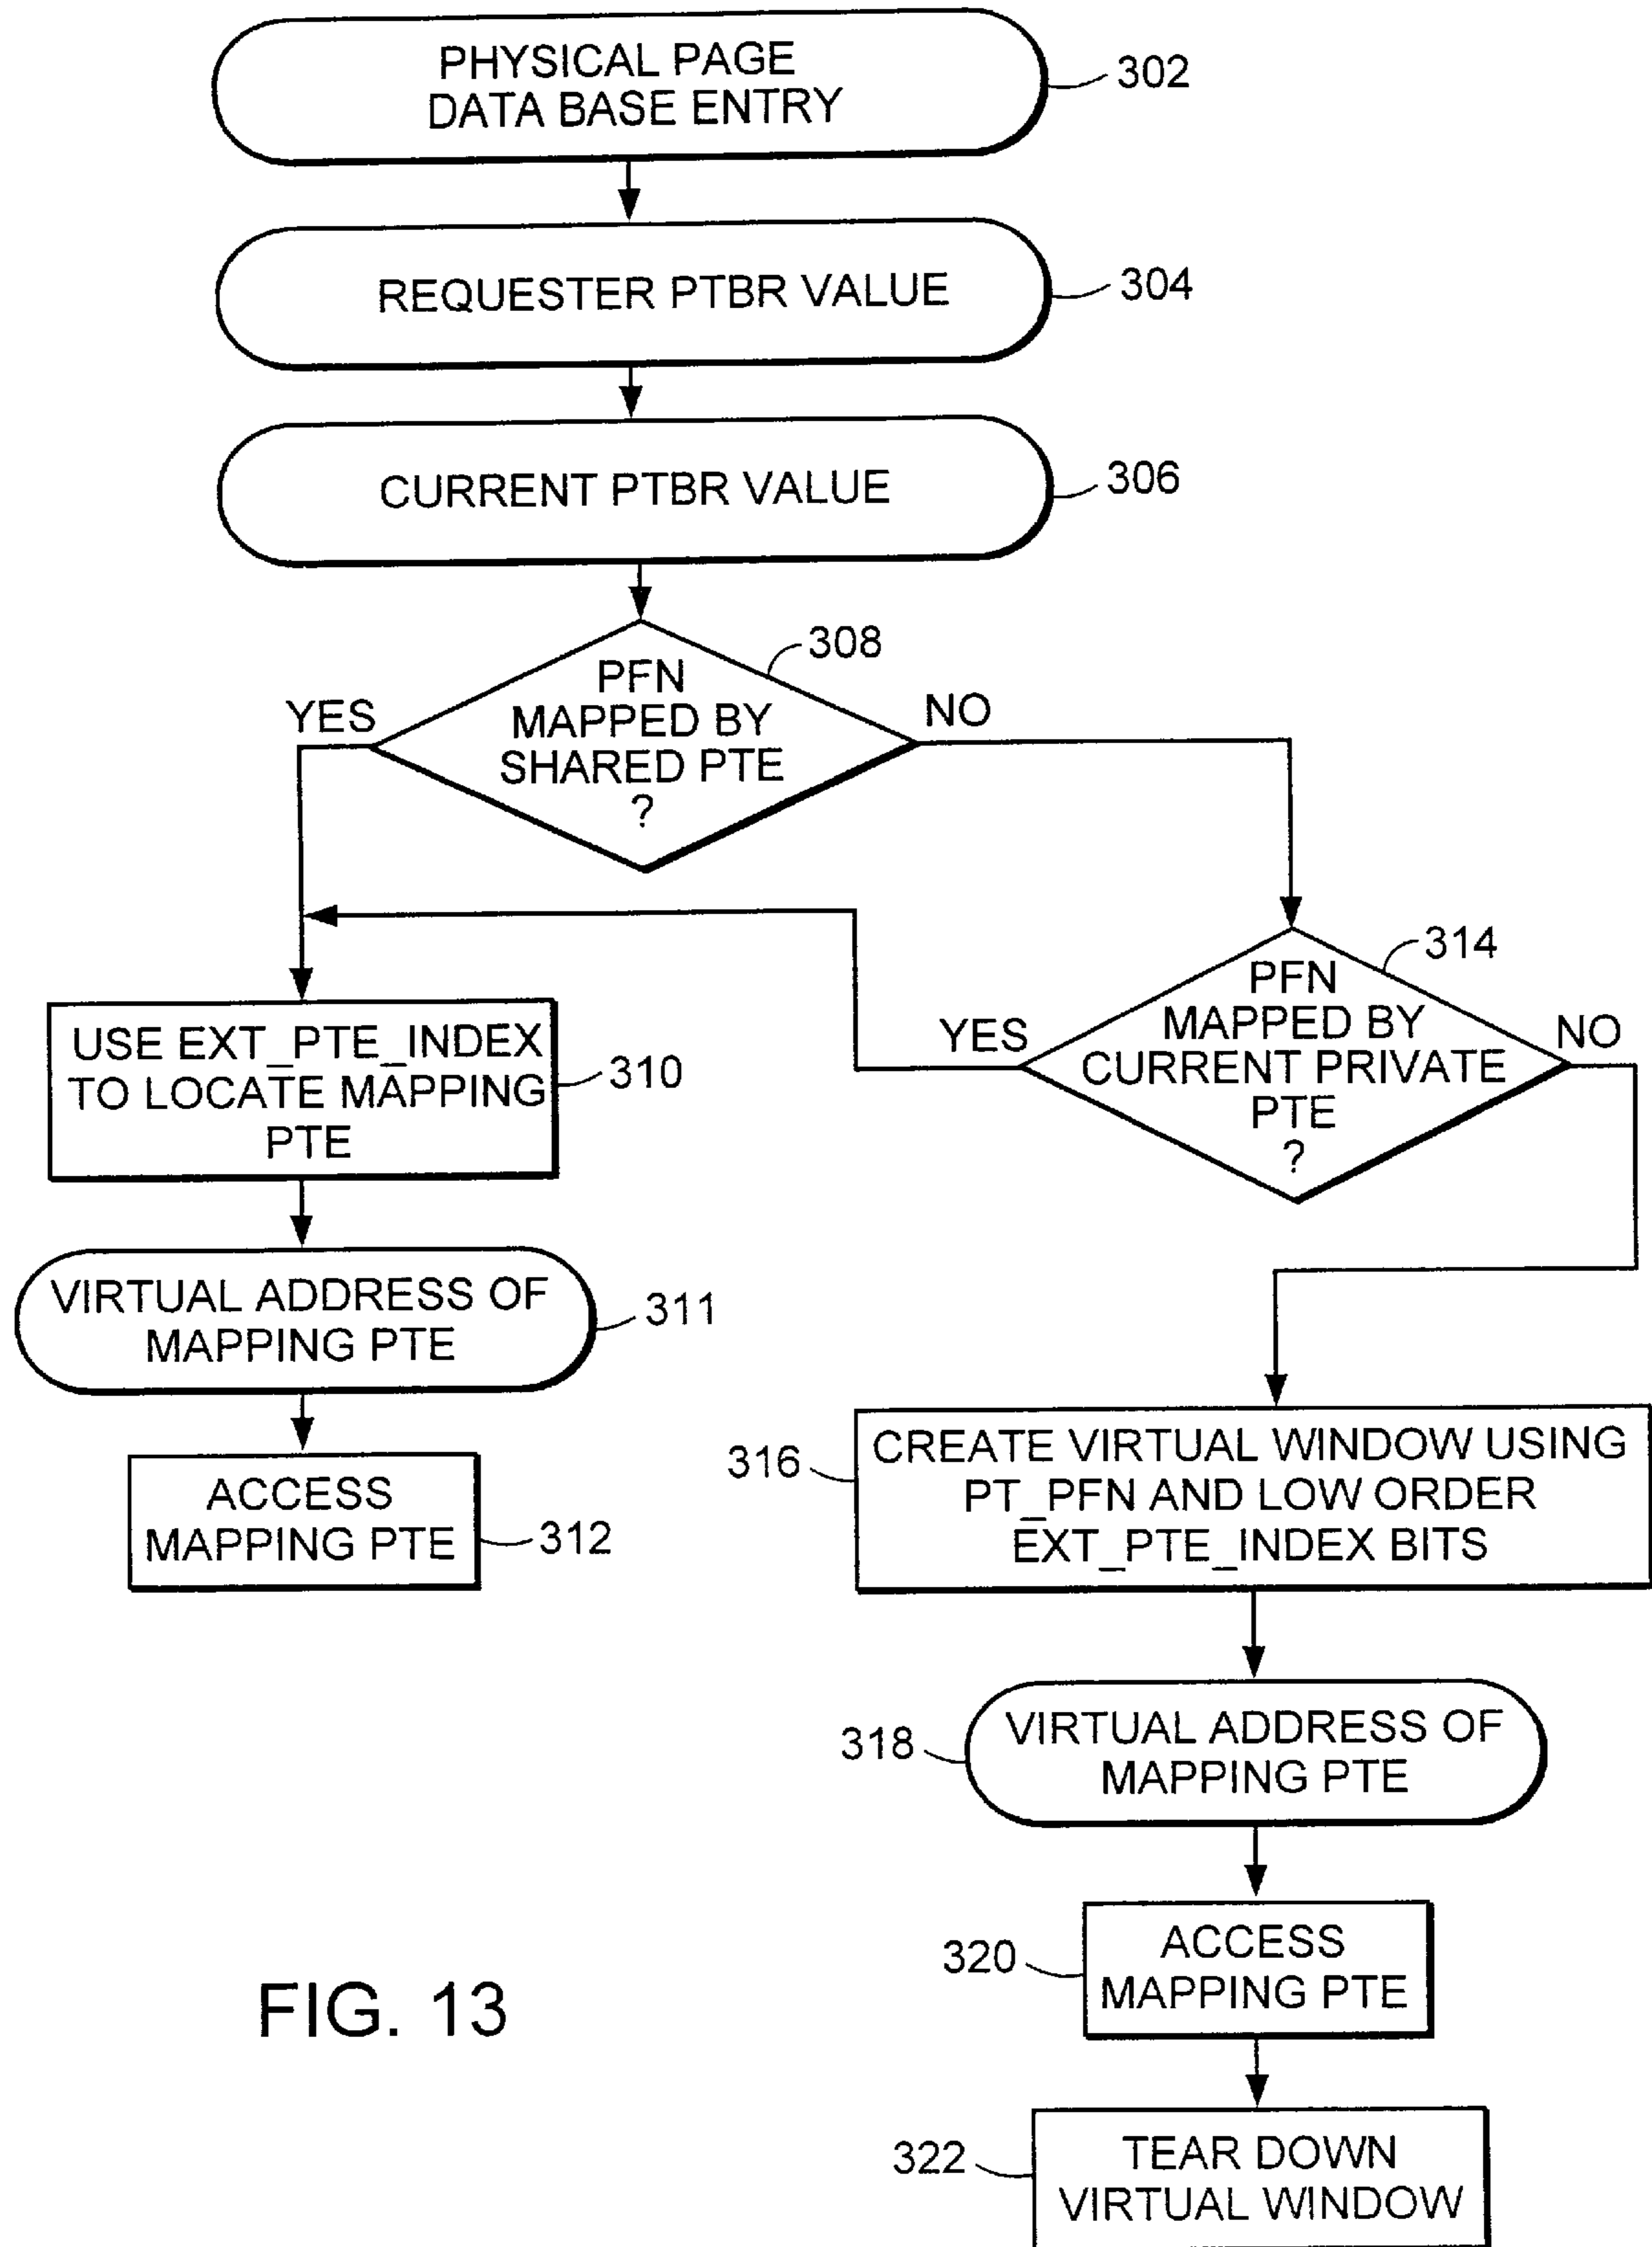 PHYSICAL PAGE
DATA BASE ENTRY
302
REQUESTER PTBR VALUE
304
CURRENT PTBR VALUE
306
308
PFN
MAPPED BY
SHARED PTE
?
YES
NO
314
PFN
MAPPED BY
CURRENT PRIVATE
PTE
?
YES
NO
USE EXT_PTE_INDEX
TO LOCATE MAPPING
PTE
310
VIRTUAL ADDRESS OF
MAPPING PTE
311
ACCESS
MAPPING PTE
312
316
CREATE VIRTUAL WINDOW USING
PT_PFN AND LOW ORDER
EXT_PTE_INDEX BITS
318
VIRTUAL ADDRESS OF
MAPPING PTE
320
ACCESS
MAPPING PTE
322
TEAR DOWN
VIRTUAL WINDOW
FIG. 13